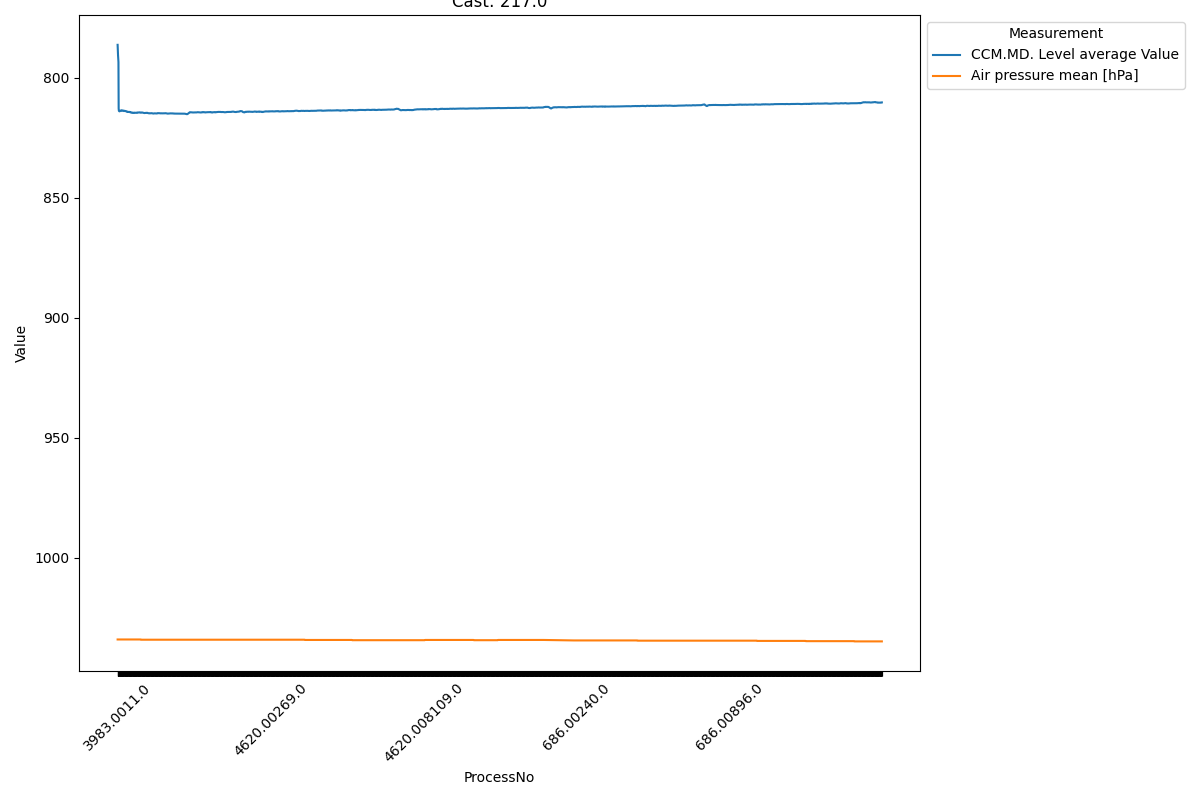 Cast: 217.0
Measurement
CCM.MD. Level average Value
Air pressure mean [hPa]
800
850
900
950
1000
Value
3983.0011.0
4620.00269.0
4620.008109.0
686.00240.0
686.00896.0
ProcessNo